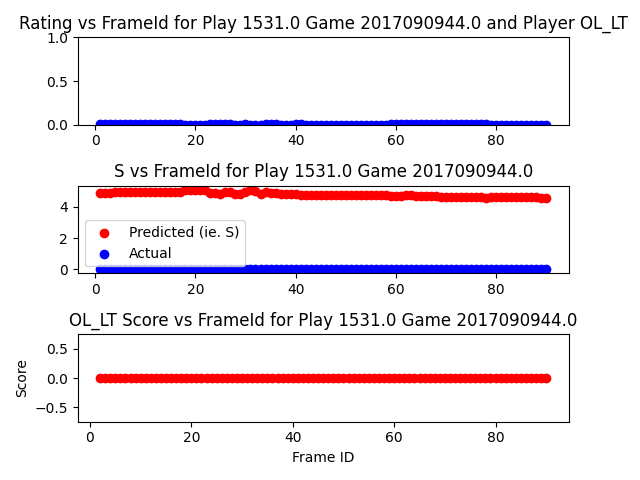 Rating vs FrameId for Play 1531.0 Game 2017090944.0 and Player OL_LT
1.0
0.5
0.0
0 20 40 60 80
S vs FrameId for Play 1531.0 Game 2017090944.0
4
2
0
Predicted (ie. S)
Actual
0 20 40 60 80
OL_LT Score vs FrameId for Play 1531.0 Game 2017090944.0
Score
0.5
0.0
−0.5
0 20 40 60 80
Frame ID